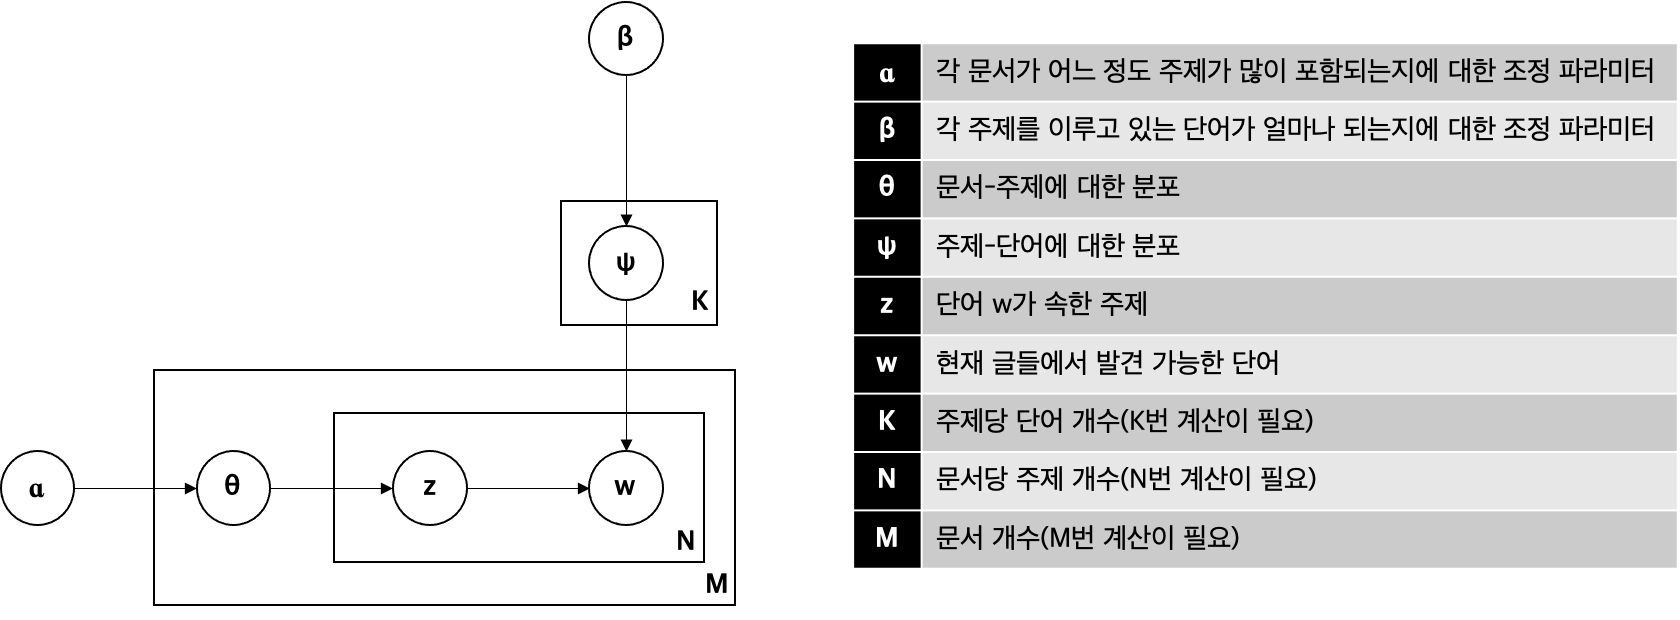 β
ψ
K
α
θ
z
w
N
M
α 각 문서가 어느 정도 주제가 많이 포함되는지에 대한 조정 파라미터
β 각 주제를 이루고 있는 단어가 얼마나 되는지에 대한 조정 파라미터
θ 문서-주제에 대한 분포
ψ 주제-단어에 대한 분포
z 단어 w가 속한 주제
w 현재 글들에서 발견 가능한 단어
K 주제당 단어 개수(K번 계산이 필요)
N 문서당 주제 개수(N번 계산이 필요)
M 문서 개수(M번 계산이 필요)